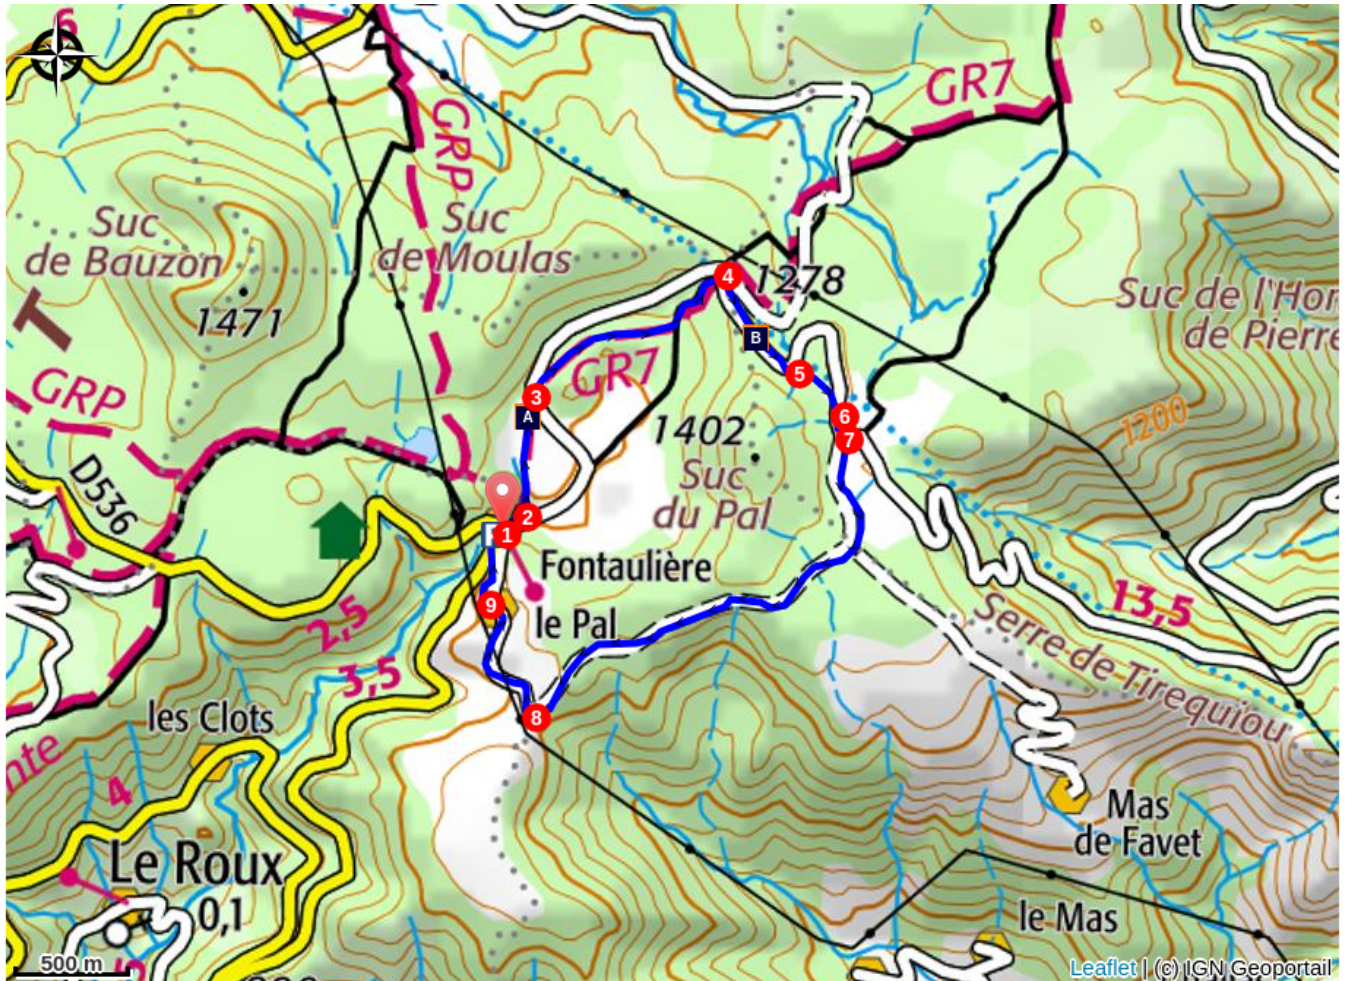 6
GRP
GR7
Suc
de Bauzon
1471
Suc
de Moulas
1278
Suc de l'Hor
de Pierre
GRP
GR7
4
B
5
3
A
6
7
1402
Suc
du Pal
1200
D536
2
1
Fontaulière
le Pal
9
2,5
3,5
13,5
Serre de Tirequiou
8
les Clots
nte
4
Mas
de Favet
Le Roux
0,1
le Mas
5
500 m
Leaflet | (c) IGN Geoportail